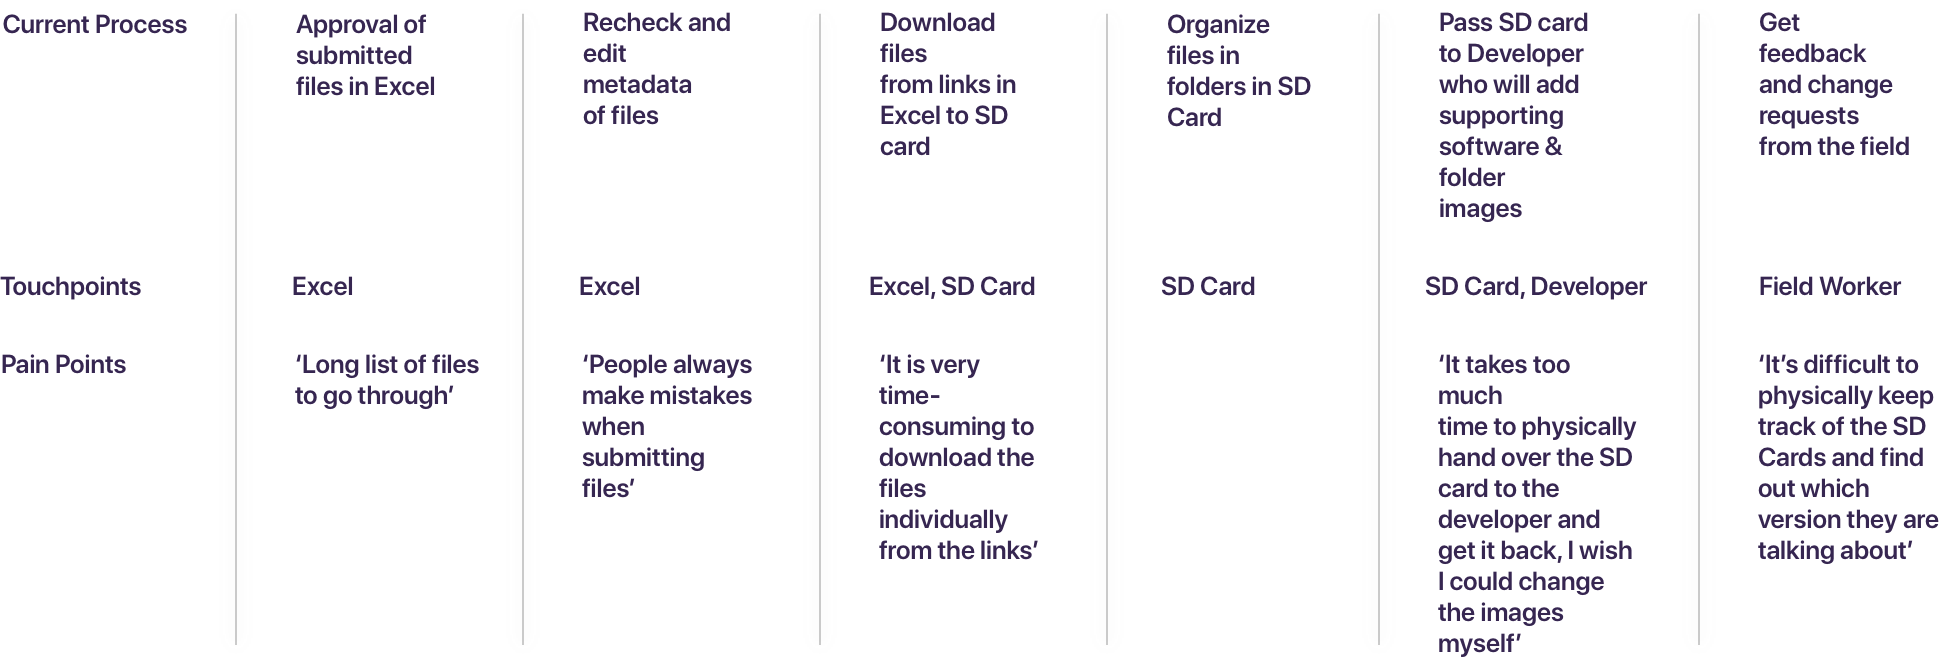 Current Process
Approval of
submitted
files in Excel
Recheck and
edit
metadata
of files
Download
files
from links in
Excel to SD
card
Organize
files in
folders in SD
Card
Pass SD card
to Developer
who will add
supporting
software &
folder
images
Get
feedback
and change
requests
from the field
Touchpoints
Excel
Excel
Excel, SD Card
SD Card
SD Card, Developer
Field Worker
Pain Points
‘Long list of files
to go through’
‘People always
make mistakes
when
submitting
files’
‘It is very
time-
consuming to
download the
files
individually
from the links’
‘It takes too
much
time to physically
hand over the SD
card to the
developer and
get it back, I wish
I could change
the images
myself’
‘It’s difficult to
physically keep
track of the SD
Cards and find
out which
version they are
talking about’